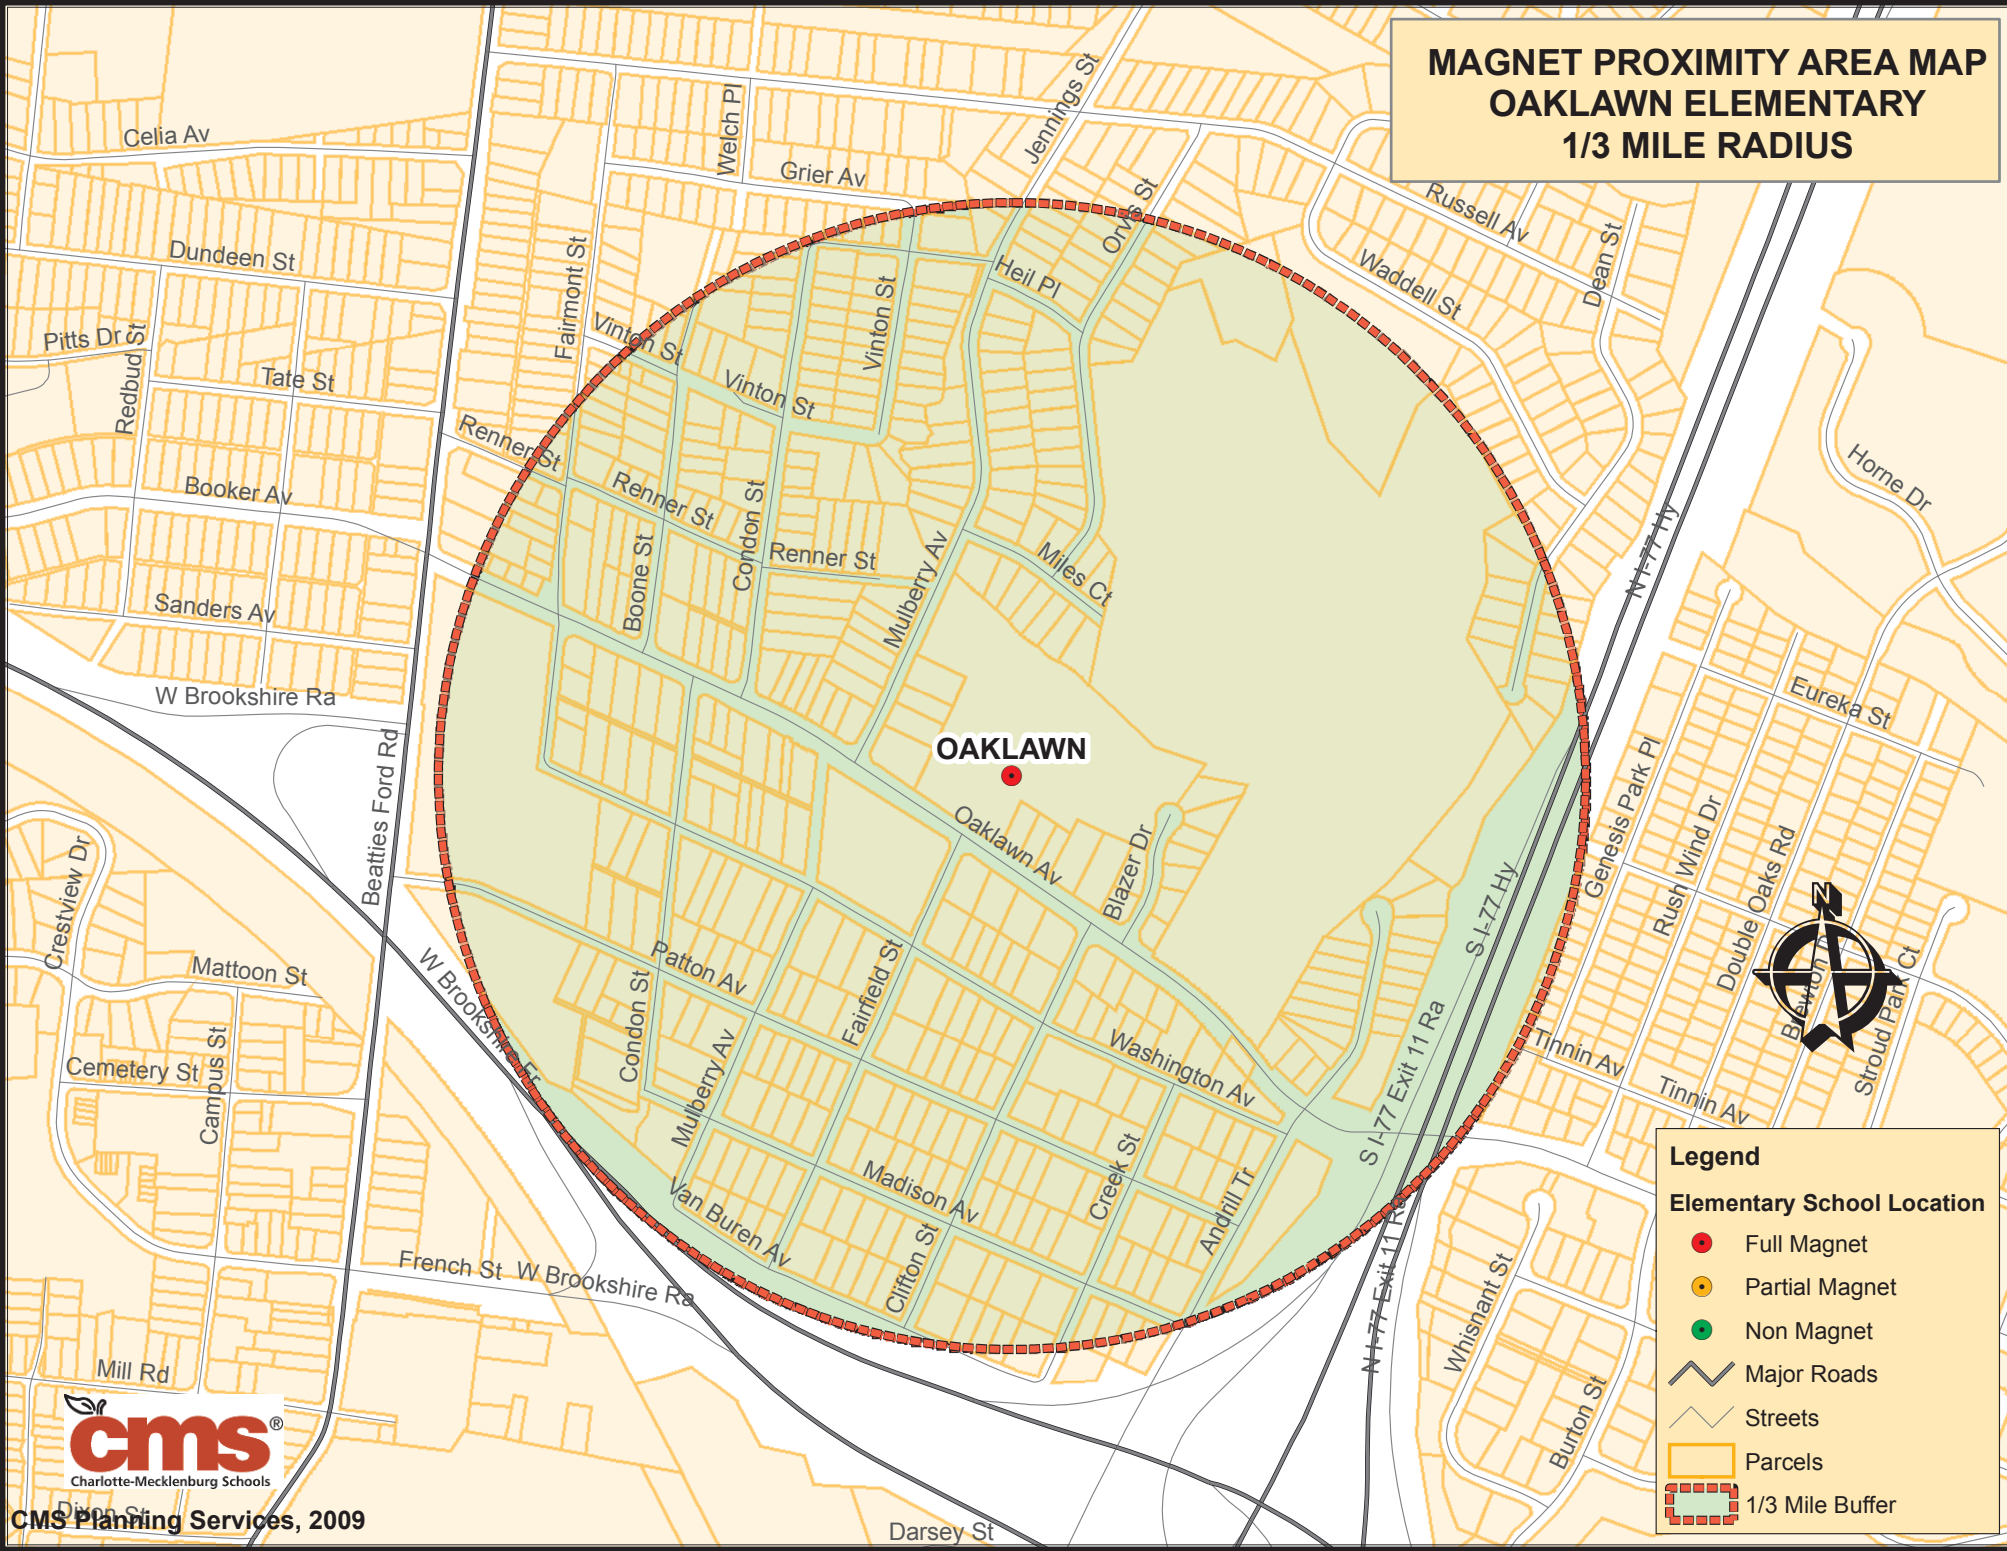 MAGNET PROXIMITY AREA MAP
OAKLAWN ELEMENTARY
1/3 MILE RADIUS
Jennings St
Welch Pl
Celia Av
Grier Av
Russell Av
Orvis St
Dean St
Dundeen St
Fairmont St
Heil Pl
Waddell St
Vinton St
Vinton St
Pitts Dr
Redbud St
Tate St
Vinton St
Renner St
Horne Dr
Booker Av
Renner St
Condon St
N I-77 Hy
Boone St
Renner St
Mulberry Av
Miles Ct
Sanders Av
W Brookshire Ra
Eureka St
OAKLAWN
Beatties Ford Rd
Genesis Park Pl
Oaklawn Av
Rush Wind Dr
Crestview Dr
Blazer Dr
Double Oaks Rd
N
S I-77 Hy
Mattoon St
W Brookshire Fr
Patton Av
Condon St
Fairfield St
Brewton
Stroud Park Ct
Cemetery St
Campus St
Mulberry Av
Washington Av
S I-77 Exit 11 Ra
Tinnin Av
Tinnin Av
Van Buren Av
Madison Av
Creek St
Andrill Tr
Clifton St
French St
W Brookshire Ra
N I-77 Exit 11 Ra
Whisnant St
Burton St
Mill Rd
Legend
Elementary School Location
Full Magnet
Partial Magnet
Non Magnet
Major Roads
Streets
Parcels
1/3 Mile Buffer
cms®
Charlotte-Mecklenburg Schools
Dixon St
CMS Planning Services, 2009
Darsey St